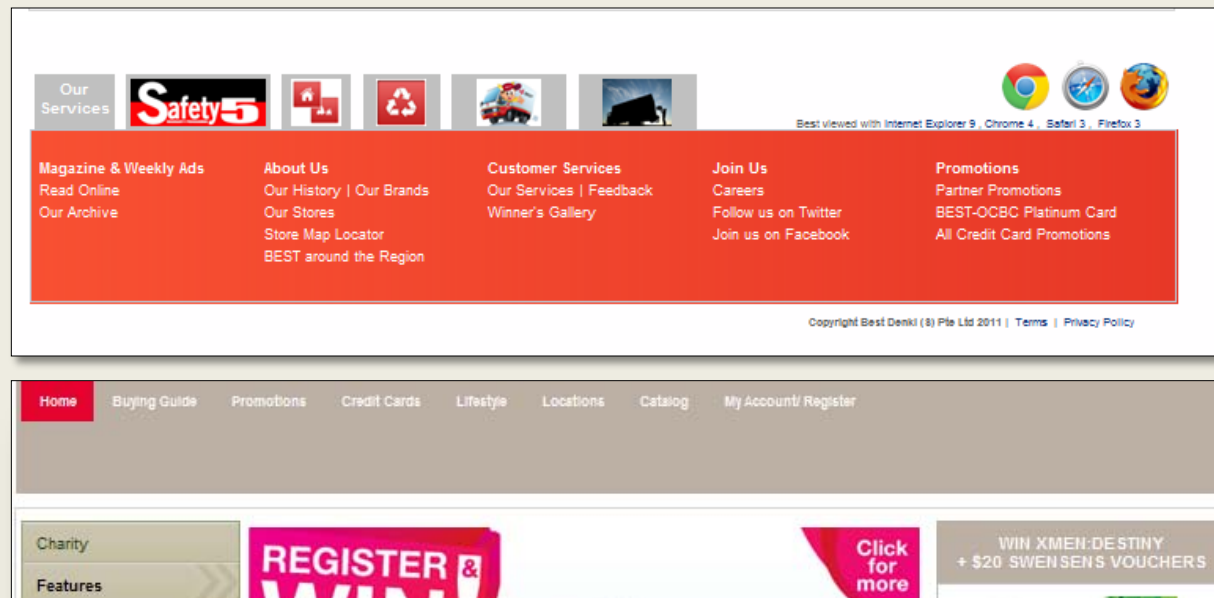 Our
Services
Safety5
Best viewed with Internet Explorer 9 , Chrome 4 , Safari 3 , Firefox 3
Magazine & Weekly Ads
Read Online
Our Archive
About Us
Our History | Our Brands
Our Stores
Store Map Locator
BEST around the Region
Customer Services
Our Services | Feedback
Winner's Gallery
Join Us
Careers
Follow us on Twitter
Join us on Facebook
Promotions
Partner Promotions
BEST-OCBC Platinum Card
All Credit Card Promotions
Copyright Best Denki (S) Pte Ltd 2011 | Terms | Privacy Policy
Home Buying Guide Promotions Credit Cards Lifestyle Locations Catalog My Account/ Register
Charity
Features
REGISTER &
WIN!
Click
for
more
WIN XMEN:DESTINY
+ $20 SWENSENS VOUCHERS